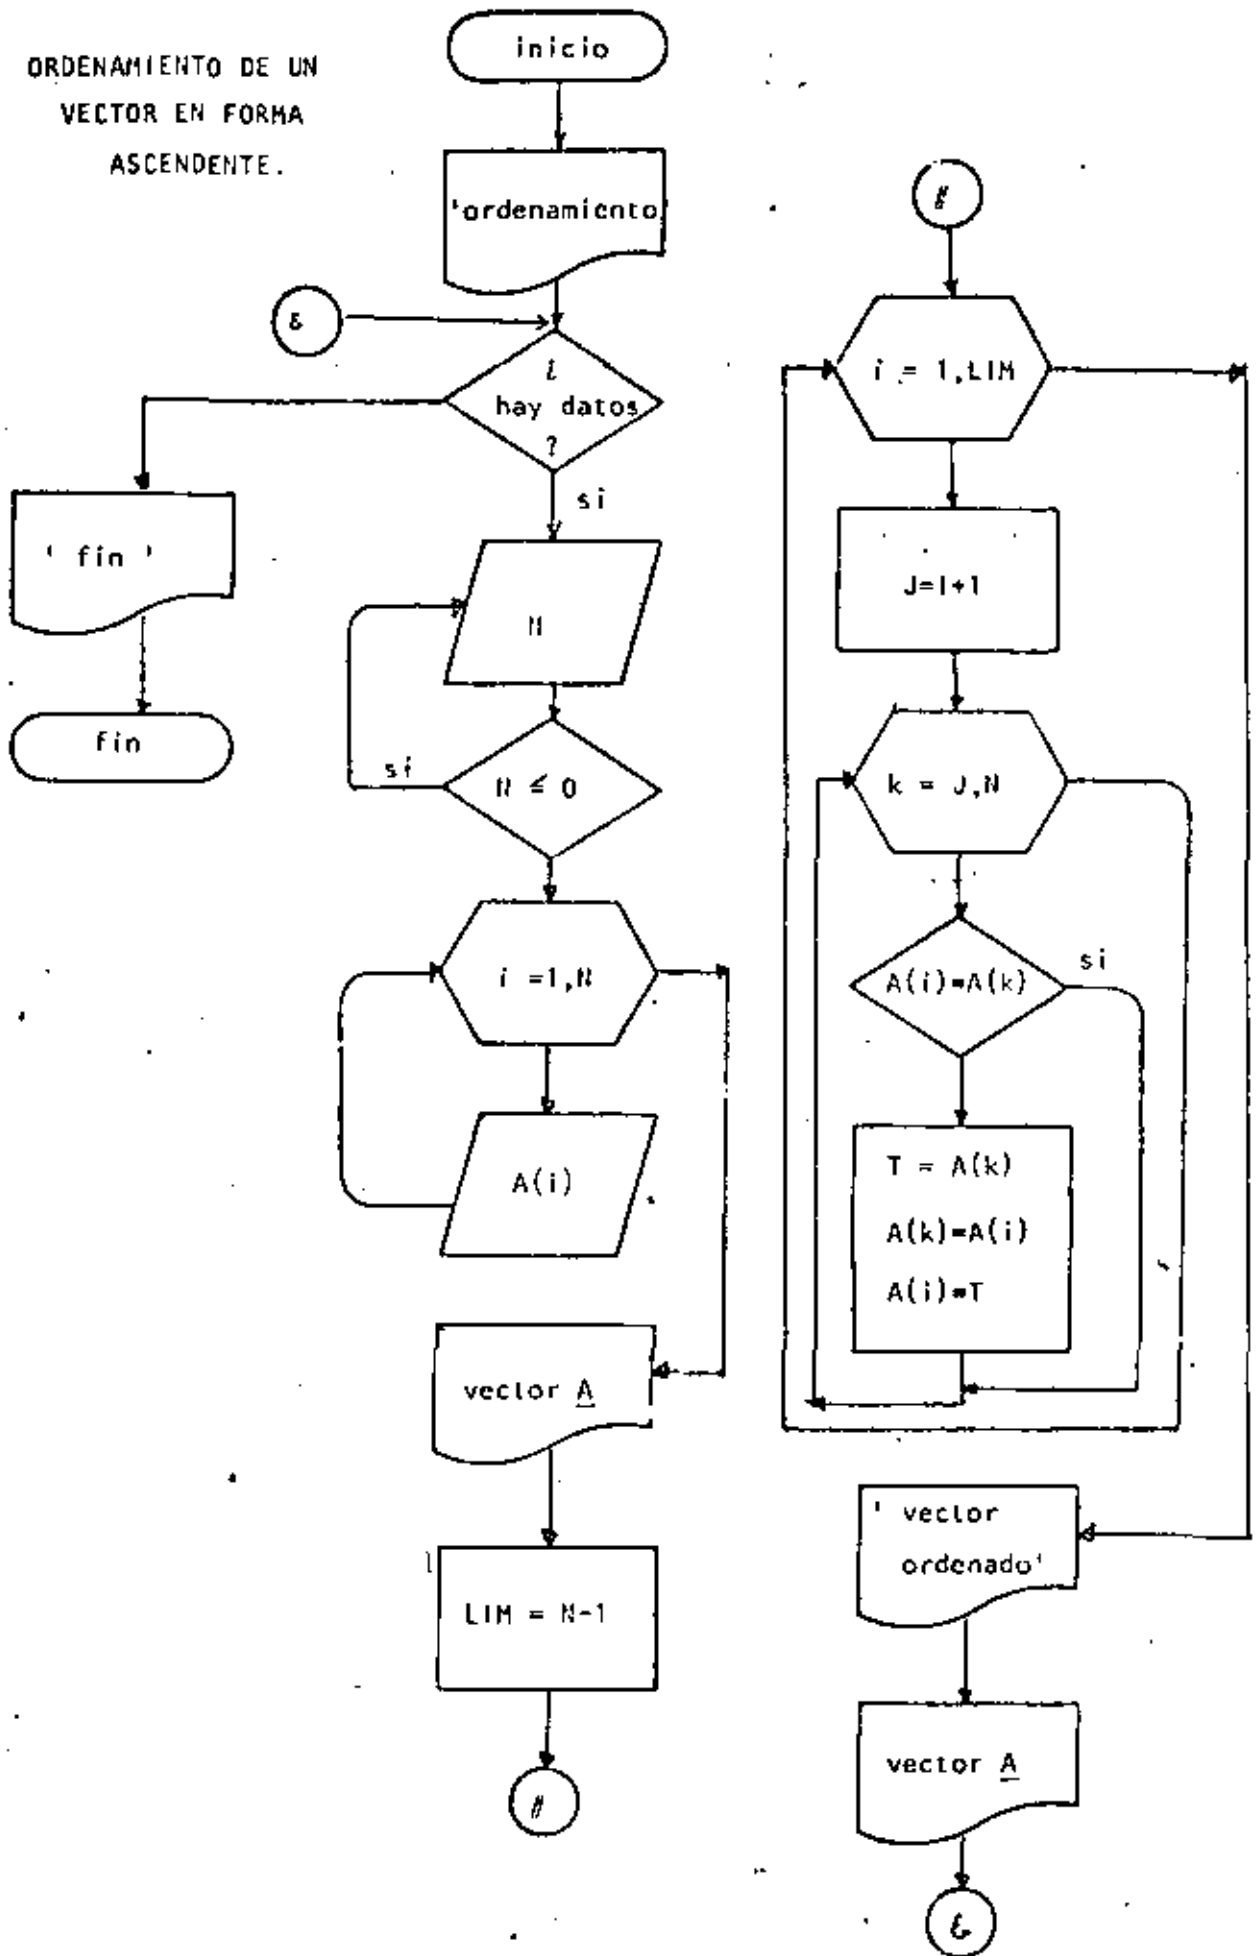 ORDENAMIENTO DE UN
VECTOR EN FORMA
ASCENDENTE.
inicio
'ordenamiento
&
¿
hay datos
?
si
' fin '
fin
N
N ≤ 0
si
i =1,N
A(i)
vector A
LIM = N-1
#
#
i = 1,LIM
J=I+1
k = J,N
A(i)=A(k)
si
T = A(k)
A(k)=A(i)
A(i)=T
' vector
ordenado'
vector A
&